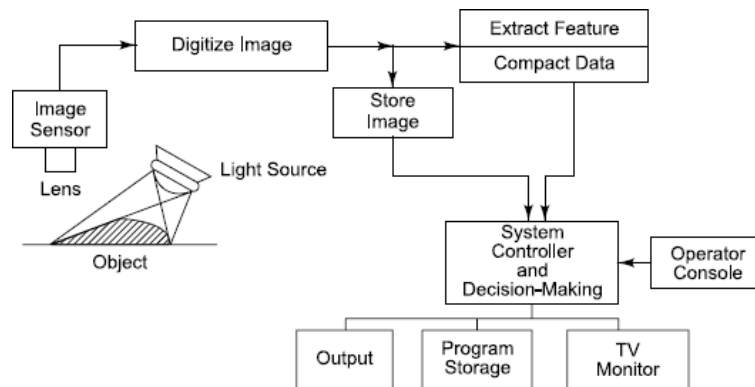 Digitize Image
Extract Feature
Compact Data
Image
Sensor
Store
Image
Lens
Light Source
Object
System
Controller
and
Decision-Making
Operator
Console
Output
Program
Storage
TV
Monitor